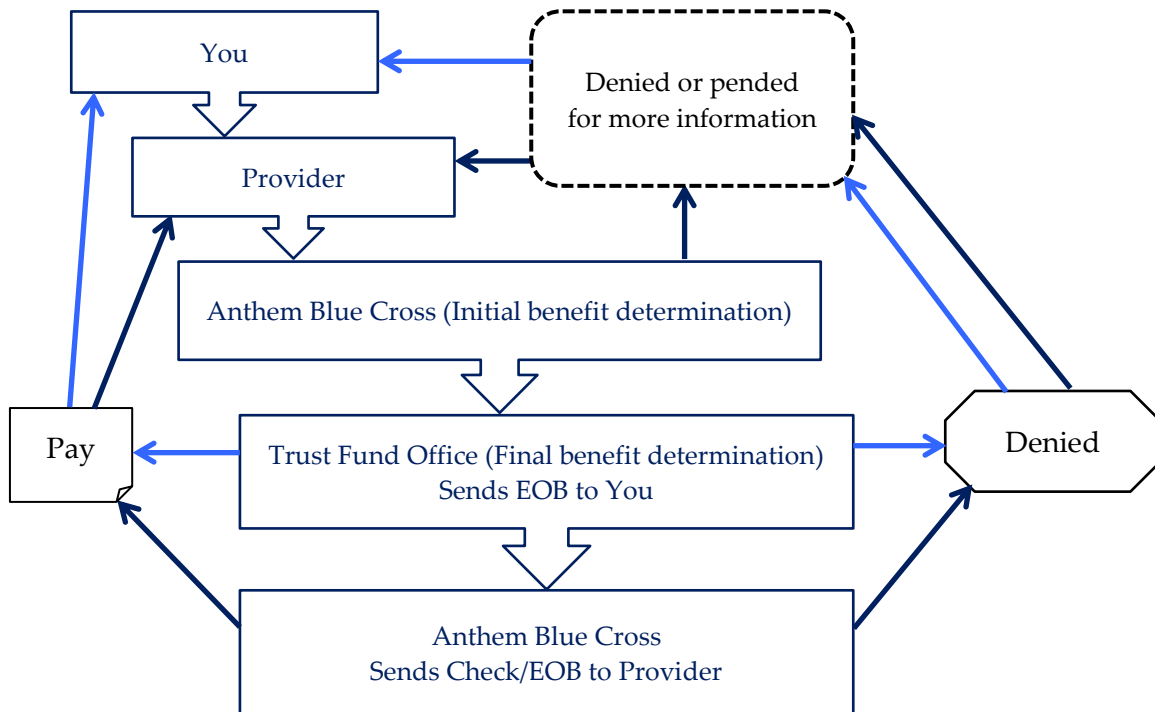 You
Denied or pended
for more information
Provider
Anthem Blue Cross (Initial benefit determination)
Pay
Trust Fund Office (Final benefit determination)
Sends EOB to You
Denied
Anthem Blue Cross
Sends Check/EOB to Provider